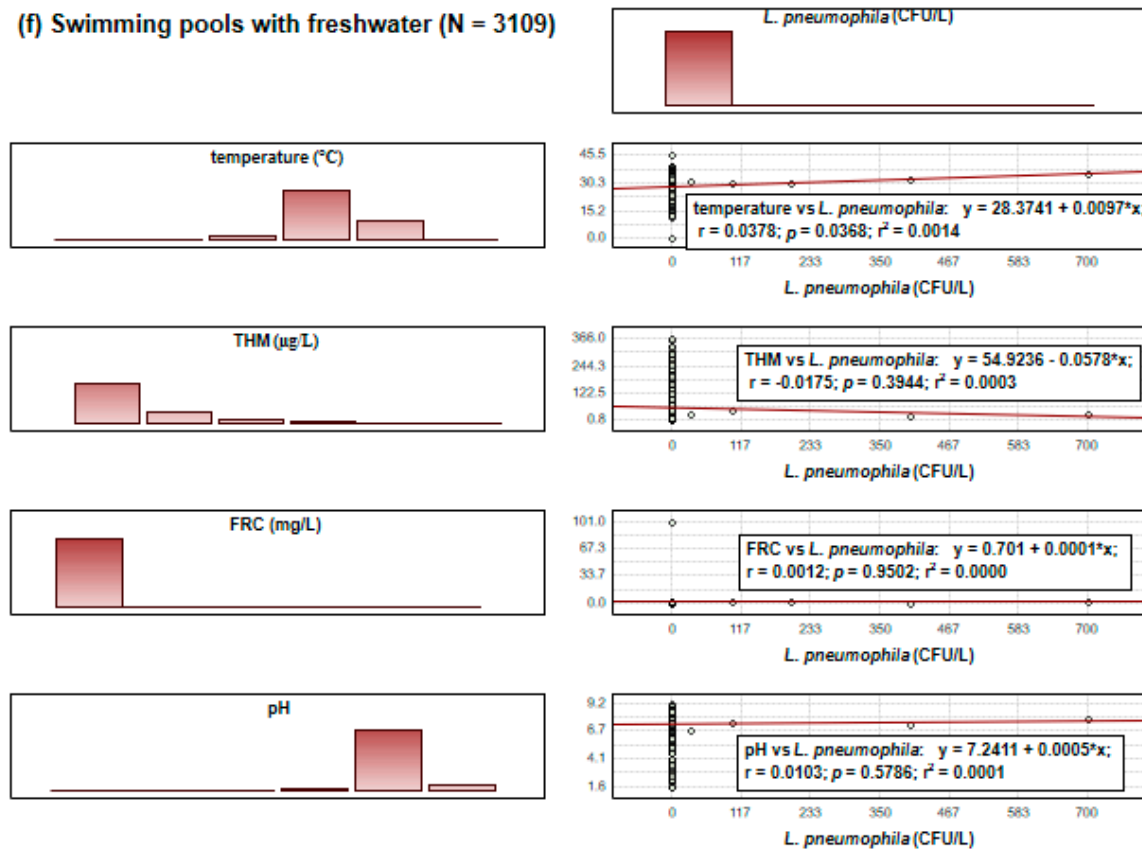 (f) Swimming pools with freshwater (N = 3109)
L. pneumophila (CFU/L)
temperature (°C)
45.5
30.3
15.2
0.0
temperature vs L. pneumophila: y = 28.3741 + 0.0097*x;
r = 0.0378; p = 0.0368; r² = 0.0014
0 117 233 350 467 583 700
L. pneumophila (CFU/L)
THM (µg/L)
366.0
244.3
122.5
0.8
THM vs L. pneumophila: y = 54.9236 - 0.0578*x;
r = -0.0175; p = 0.3944; r² = 0.0003
0 117 233 350 467 583 700
L. pneumophila (CFU/L)
FRC (mg/L)
101.0
67.3
33.7
0.0
FRC vs L. pneumophila: y = 0.701 + 0.0001*x;
r = 0.0012; p = 0.9502; r² = 0.0000
0 117 233 350 467 583 700
L. pneumophila (CFU/L)
pH
9.2
6.7
4.1
1.6
pH vs L. pneumophila: y = 7.2411 + 0.0005*x;
r = 0.0103; p = 0.5786; r² = 0.0001
0 117 233 350 467 583 700
L. pneumophila (CFU/L)